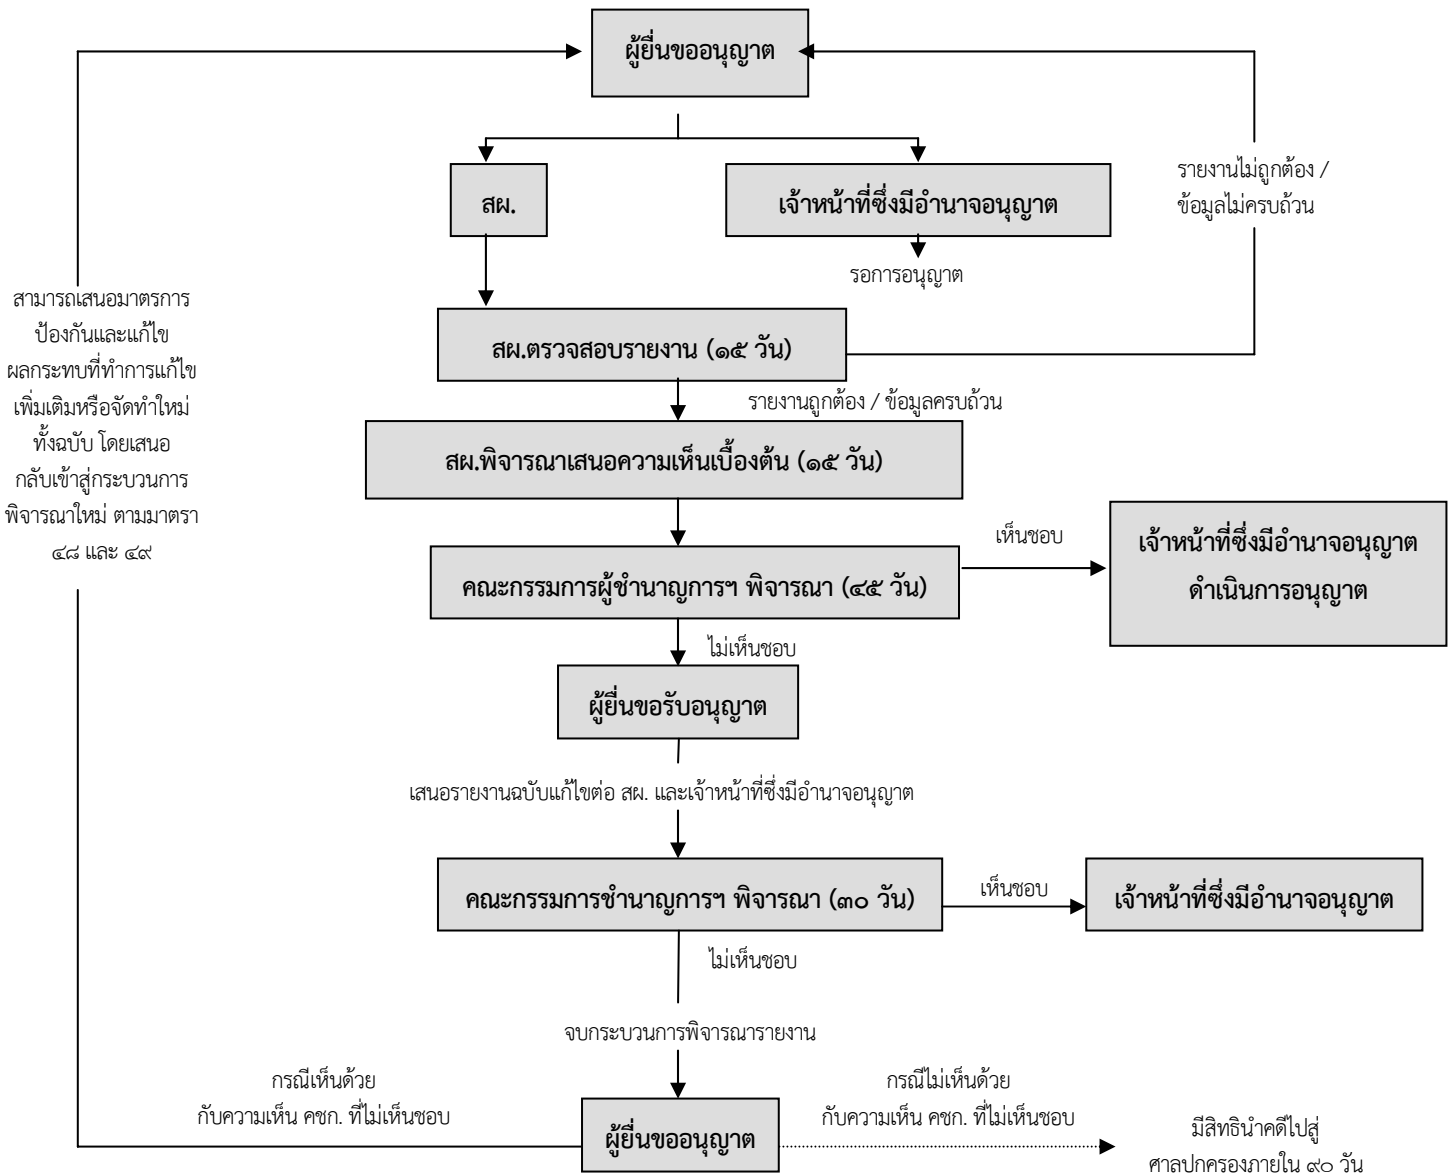 ผู้ยื่นขออนุญาต
สผ.
เจ้าหน้าที่ซึ่งมีอำนาจอนุญาต
รายงานไม่ถูกต้อง /
ข้อมูลไม่ครบถ้วน
รอการอนุญาต
สามารถเสนอมาตรการ
ป้องกันและแก้ไข
ผลกระทบที่ทำการแก้ไข
เพิ่มเติมหรือจัดทำใหม่
ทั้งฉบับ โดยเสนอ
กลับเข้าสู่กระบวนการ
พิจารณาใหม่ ตามมาตรา
๔๘ และ ๔๙
สผ.ตรวจสอบรายงาน (๑๕ วัน)
รายงานถูกต้อง / ข้อมูลครบถ้วน
สผ.พิจารณาเสนอความเห็นเบื้องต้น (๑๕ วัน)
คณะกรรมการผู้ชำนาญการฯ พิจารณา (๔๕ วัน)
เห็นชอบ
เจ้าหน้าที่ซึ่งมีอำนาจอนุญาต
ดำเนินการอนุญาต
ไม่เห็นชอบ
ผู้ยื่นขอรับอนุญาต
เสนอรายงานฉบับแก้ไขต่อ สผ. และเจ้าหน้าที่ซึ่งมีอำนาจอนุญาต
คณะกรรมการชำนาญการฯ พิจารณา (๓๐ วัน)
เห็นชอบ
เจ้าหน้าที่ซึ่งมีอำนาจอนุญาต
ไม่เห็นชอบ
จบกระบวนการพิจารณารายงาน
กรณีเห็นด้วย
กับความเห็น คชก. ที่ไม่เห็นชอบ
ผู้ยื่นขออนุญาต
กรณีไม่เห็นด้วย
กับความเห็น คชก. ที่ไม่เห็นชอบ
มีสิทธินำคดีไปสู่
ศาลปกครองภายใน ๙๐ วัน